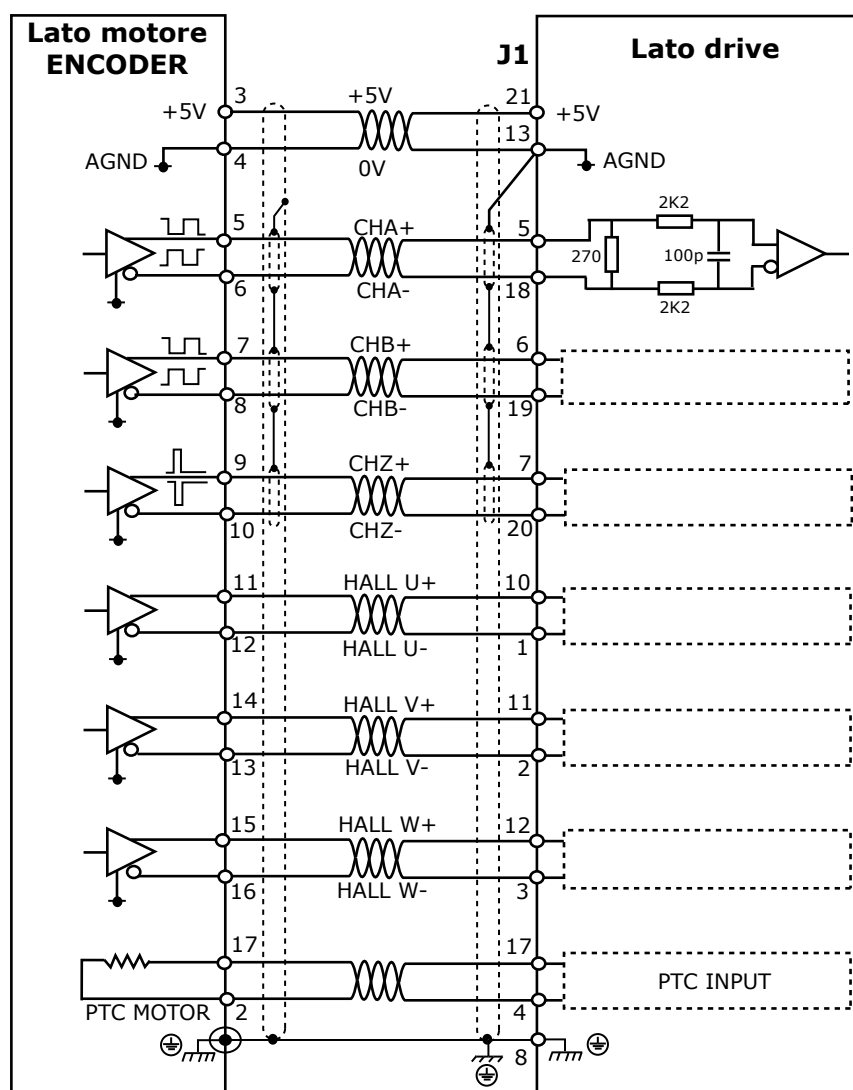 Lato motore
ENCODER
J1
Lato drive
3
+5V
21
+5V
+5V
13
AGND
4
0V
AGND
2K2
5
CHA+
5
270
100p
6
CHA-
18
2K2
7
CHB+
6
8
CHB-
19
9
CHZ+
7
10
CHZ-
20
11
HALL U+
10
12
HALL U-
1
14
HALL V+
11
13
HALL V-
2
15
HALL W+
12
16
HALL W-
3
17
17
PTC INPUT
PTC MOTOR
2
4
8